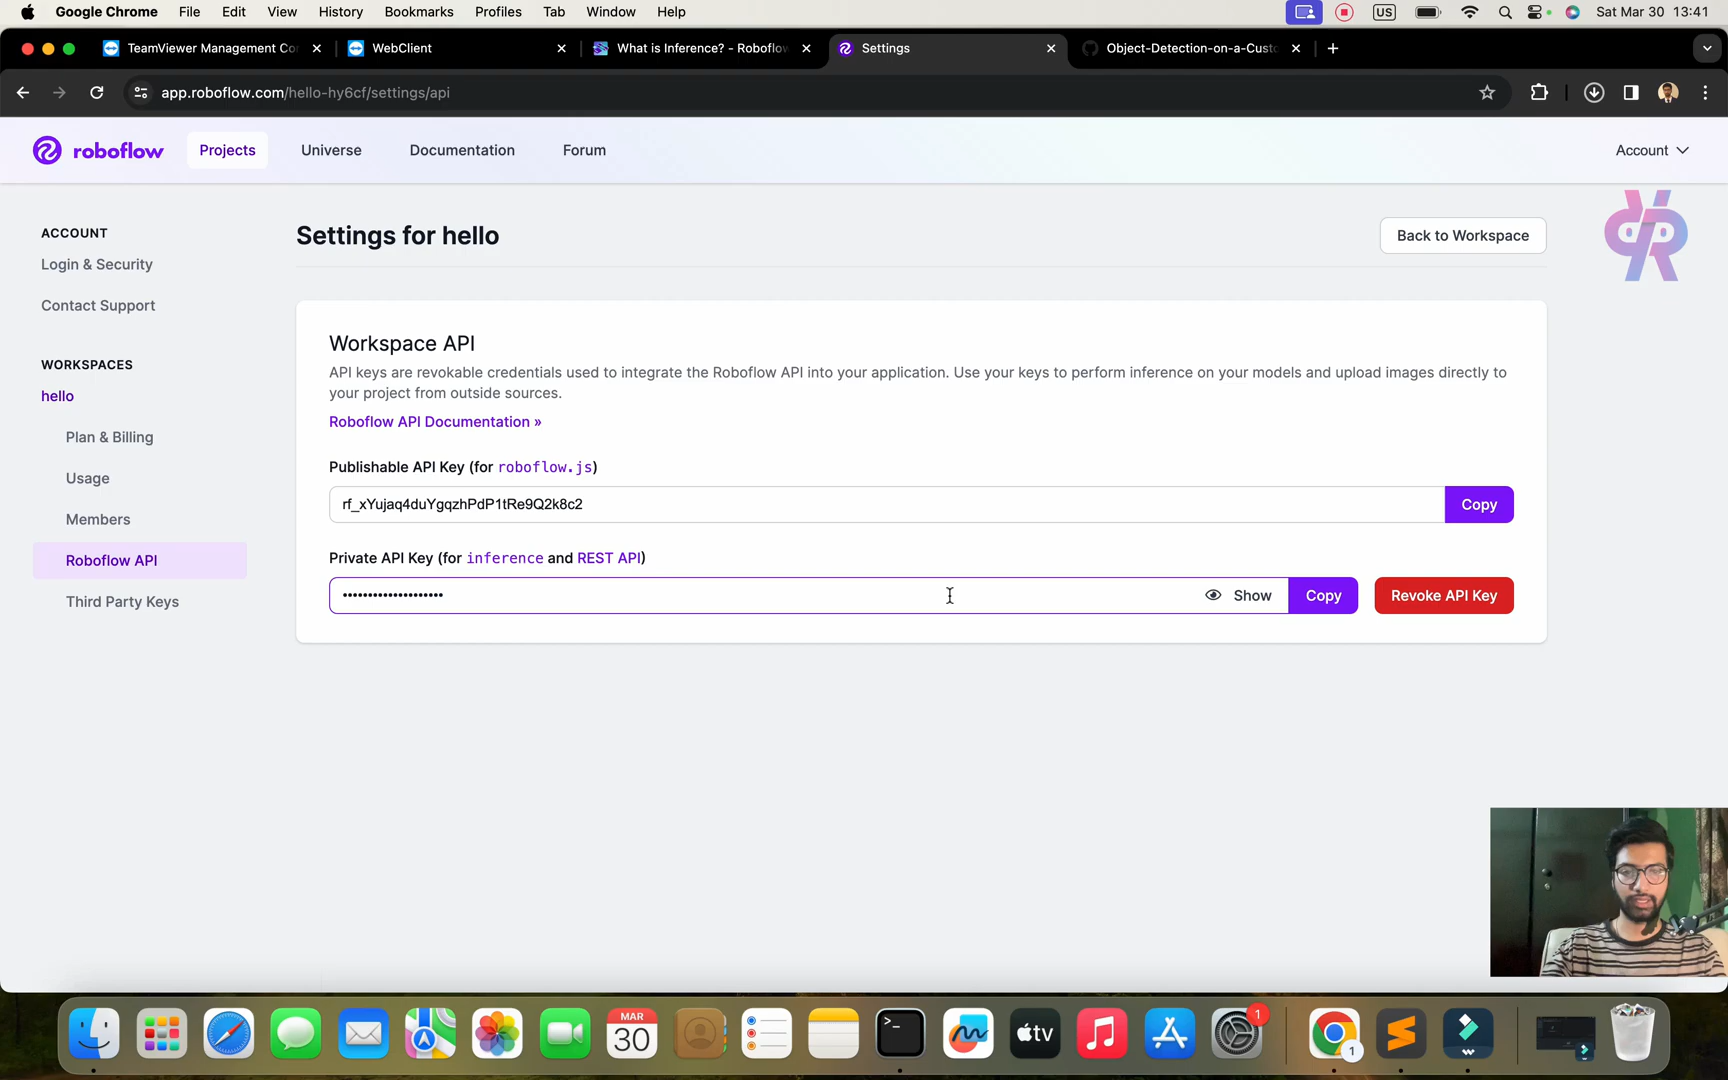 Google Chrome File Edit View History Bookmarks Profiles Tab Window Help US Sat Mar 30 13:41
TeamViewer Management Co WebClient What is Inference? - Roboflow Settings Object-Detection-on-a-Custo
app.roboflow.com/hello-hy6cf/settings/api
roboflow Projects Universe Documentation Forum Account
ACCOUNT
Login & Security
Contact Support
WORKSPACES
hello
Plan & Billing
Usage
Members
Roboflow API
Third Party Keys
Settings for hello
Back to Workspace
Workspace API
API keys are revokable credentials used to integrate the Roboflow API into your application. Use your keys to perform inference on your models and upload images directly to
your project from outside sources.
Roboflow API Documentation »
Publishable API Key (for roboflow.js)
rf_xYujaq4duYgqzhPdP1tRe9Q2k8c2 Copy
Private API Key (for inference and REST API)
•••••••••••••••••••• Show Copy Revoke API Key
MAR
30
tv
1
1